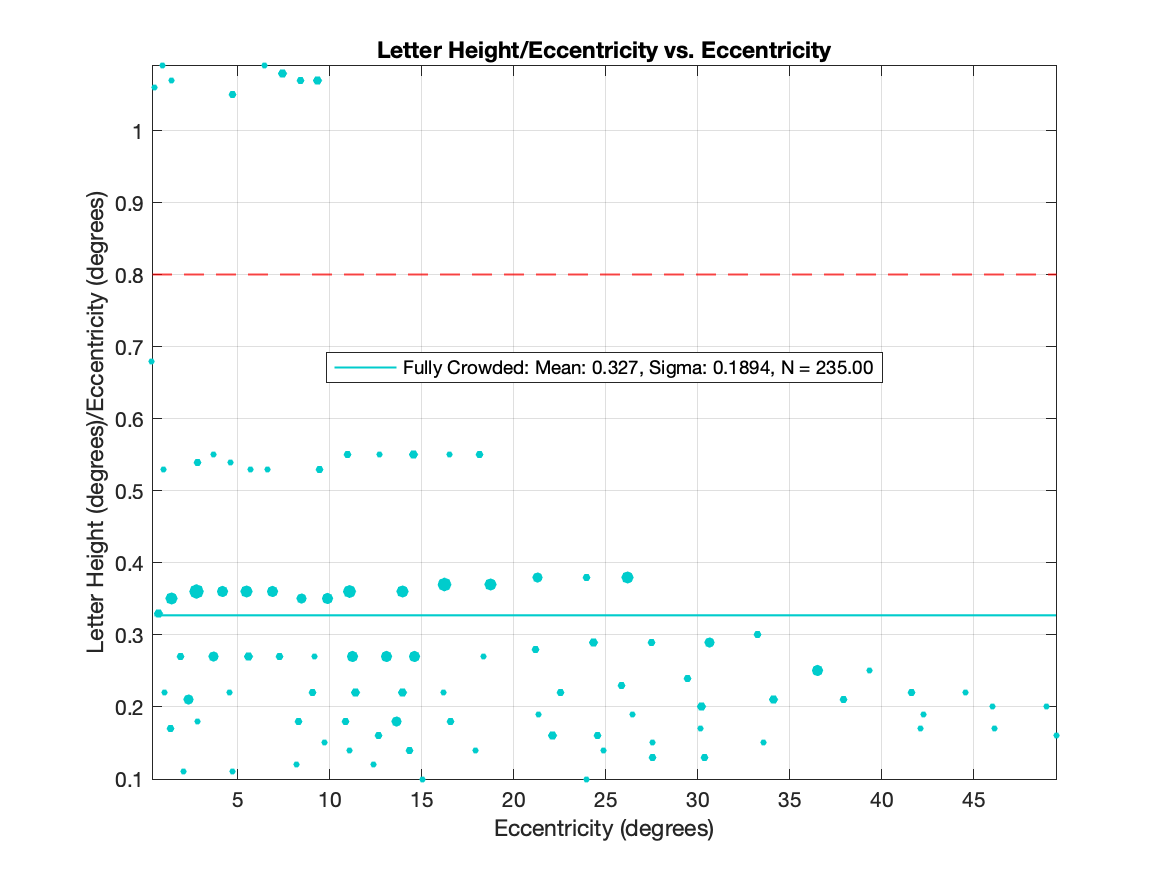 Letter Height/Eccentricity vs. Eccentricity
Letter Height (degrees)/Eccentricity (degrees)
1
0.9
0.8
0.7
0.6
0.5
0.4
0.3
0.2
0.1
Fully Crowded: Mean: 0.327, Sigma: 0.1894, N = 235.00
5 10 15 20 25 30 35 40 45
Eccentricity (degrees)